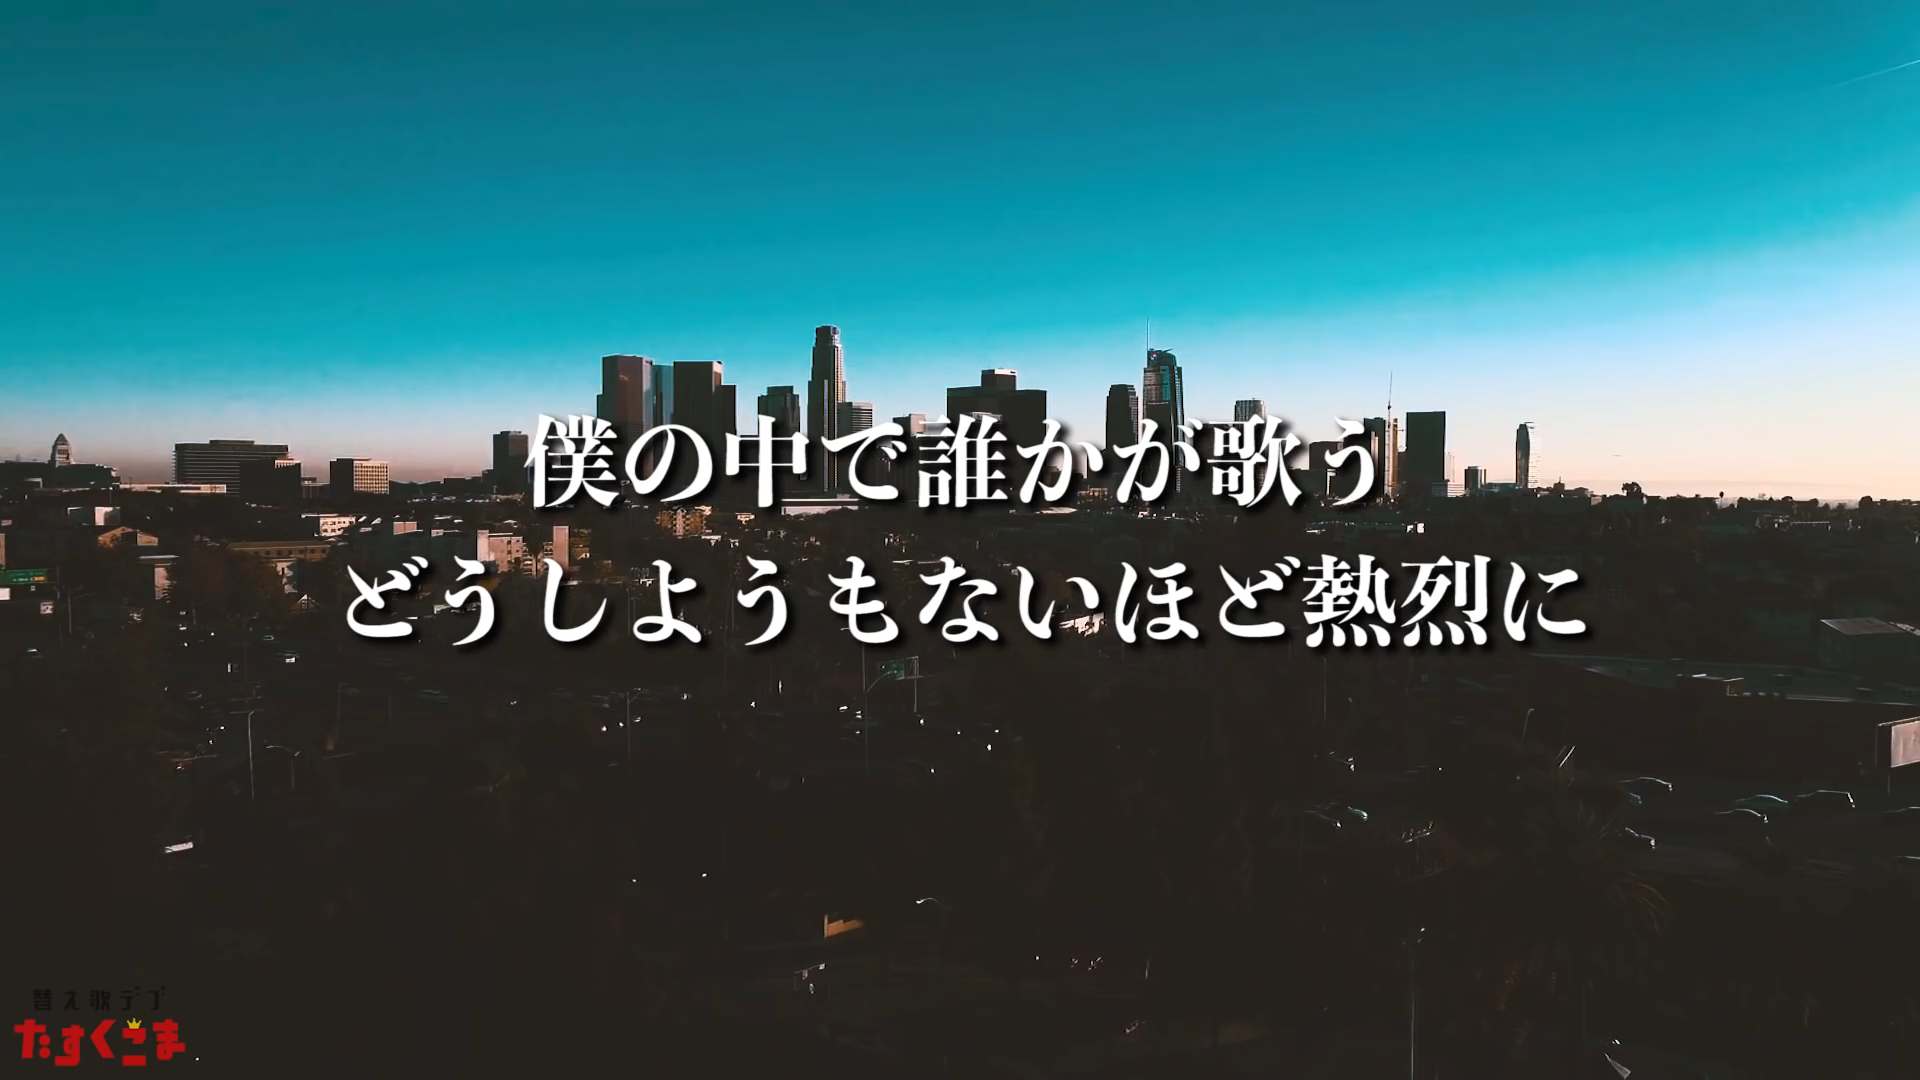 僕の中で誰かが歌う
どうしようもないほど熱烈に
替え歌デブ
たすくこま